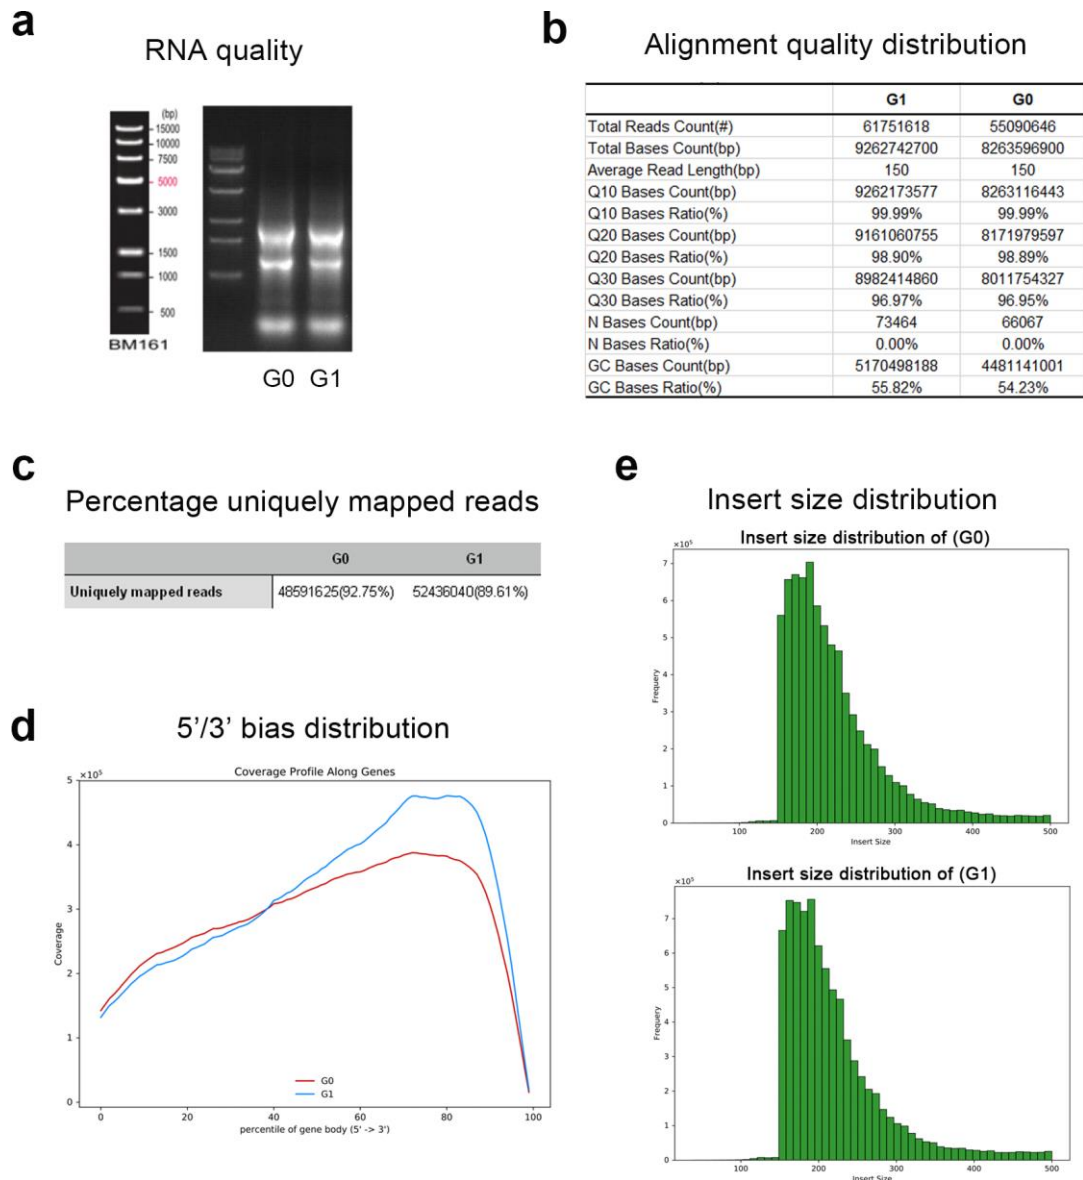 a
RNA quality
(bp)
15000
10000
7500
5000
3000
1500
1000
500
BM161
G0 G1
b
Alignment quality distribution
G1 G0
Total Reads Count(#) 61751618 55090646
Total Bases Count(bp) 9262742700 8263596900
Average Read Length(bp) 150 150
Q10 Bases Count(bp) 9262173577 8263116443
Q10 Bases Ratio(%) 99.99% 99.99%
Q20 Bases Count(bp) 9161060755 8171979597
Q20 Bases Ratio(%) 98.90% 98.89%
Q30 Bases Count(bp) 8982414860 8011754327
Q30 Bases Ratio(%) 96.97% 96.95%
N Bases Count(bp) 73464 66067
N Bases Ratio(%) 0.00% 0.00%
GC Bases Count(bp) 5170498188 4481141001
GC Bases Ratio(%) 55.82% 54.23%
c
Percentage uniquely mapped reads
G0 G1
Uniquely mapped reads 48591625(92.75%) 52436040(89.61%)
d
5'/3' bias distribution
Coverage Profile Along Genes
×10⁵
5
4
3
2
1
0
Coverage
G0
G1
0 20 40 60 80 100
percentile of gene body (5' -> 3')
e
Insert size distribution
Insert size distribution of (G0)
×10⁵
7
6
5
4
3
2
1
0
Frequery
100 200 300 400 500
Insert Size
Insert size distribution of (G1)
×10⁵
7
6
5
4
3
2
1
0
Frequery
100 200 300 400 500
Insert Size